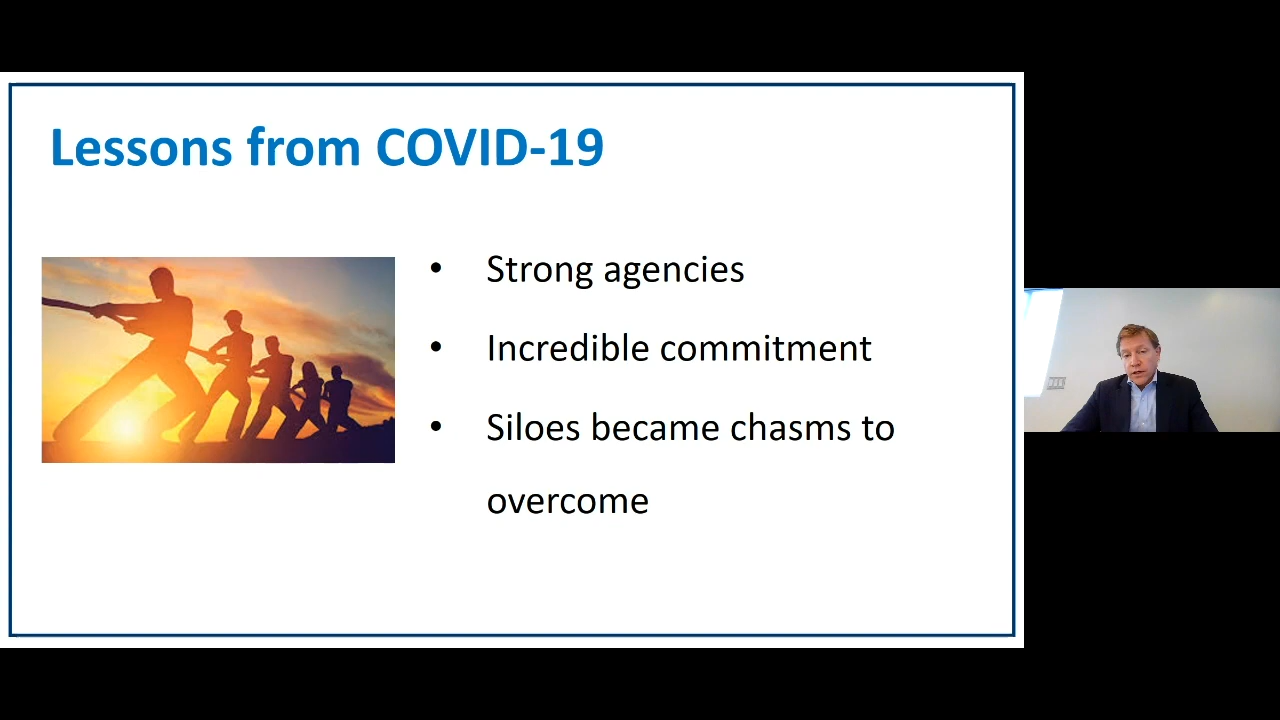 Lessons from COVID-19
• Strong agencies
• Incredible commitment
• Siloes became chasms to
overcome